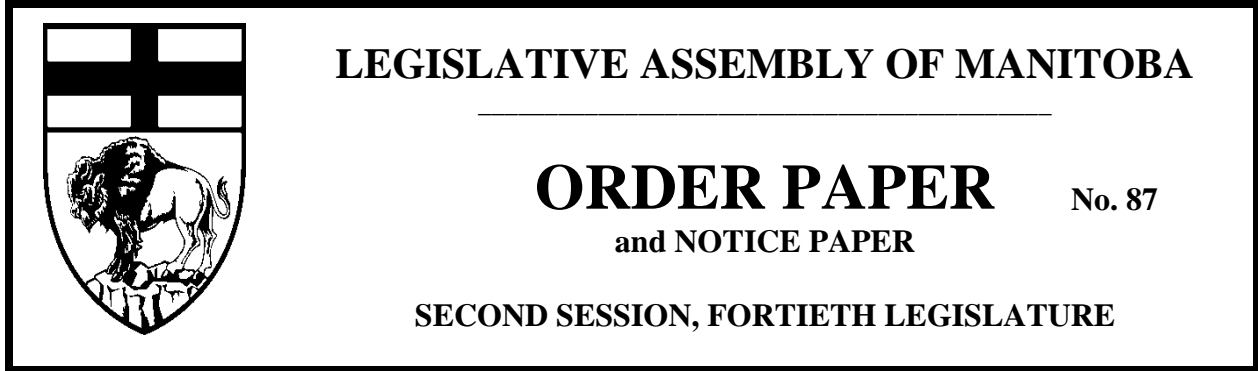 LEGISLATIVE ASSEMBLY OF MANITOBA
ORDER PAPER No. 87
and NOTICE PAPER
SECOND SESSION, FORTIETH LEGISLATURE